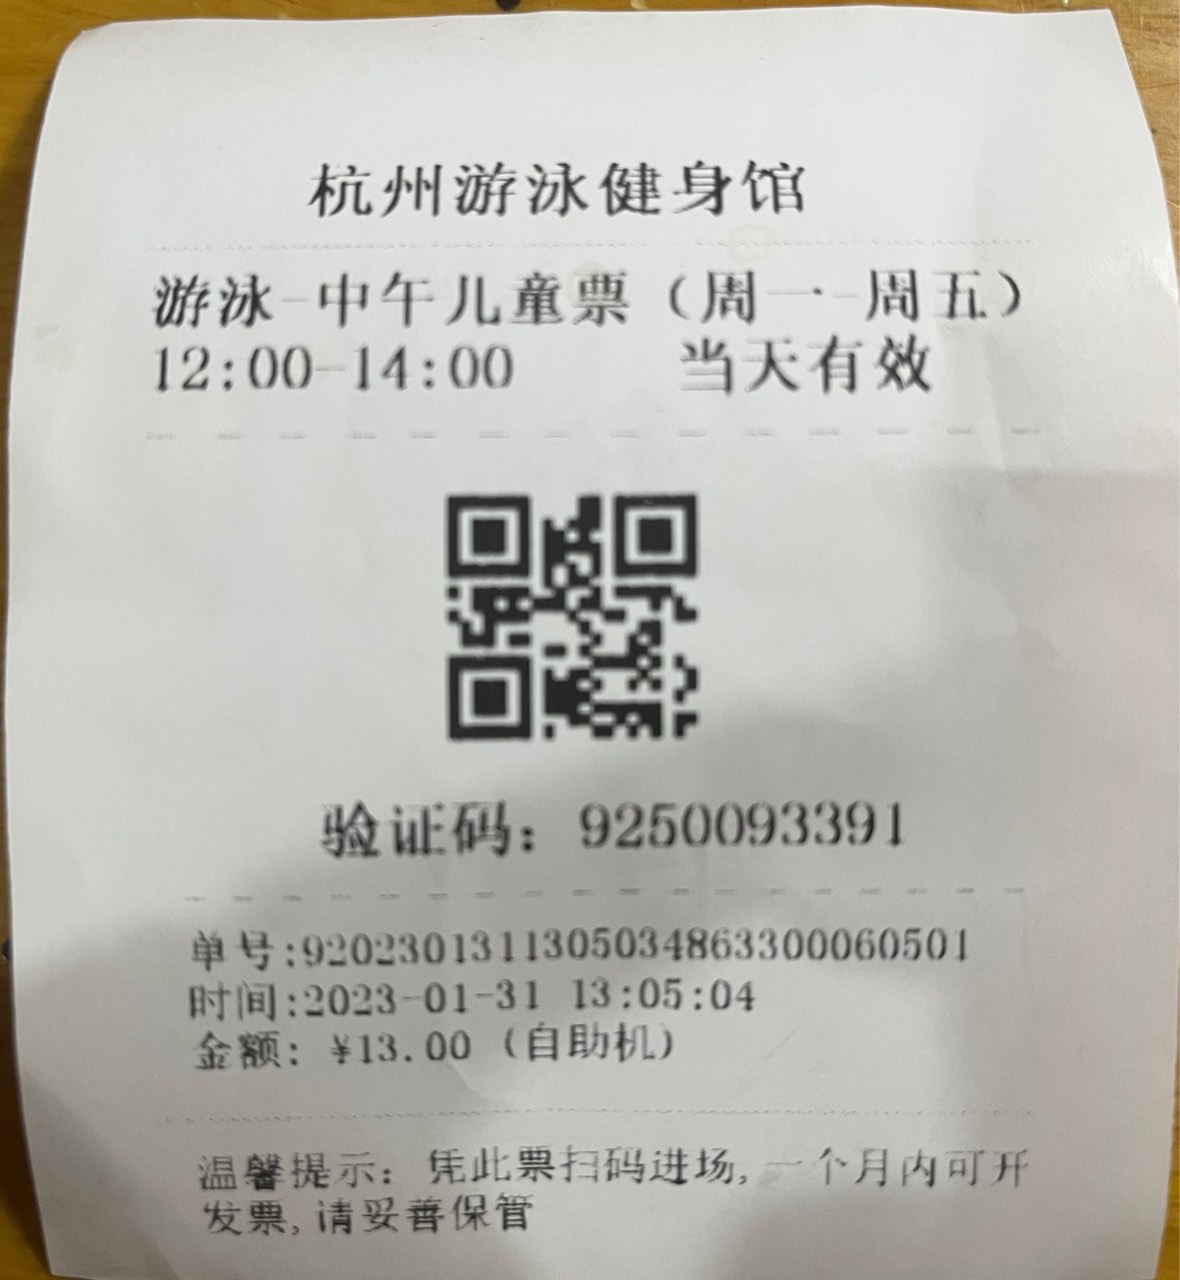 杭州游泳健身馆
游泳-中午儿童票（周一-周五）
12:00-14:00 当天有效
验证码：9250093391
单号:9202301311305034863300060501
时间:2023-01-31 13:05:04
金额：¥13.00（自助机）
温馨提示：凭此票扫码进场,一个月内可开
发票,请妥善保管